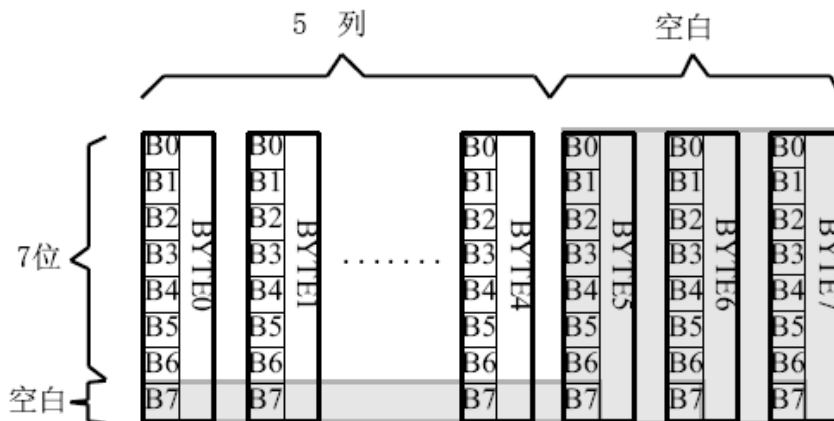 5 列 空白
B0 B0 B0 B0 B0 B0
B1 B1 B1 B1 B1 B1
B2 B2 B2 B2 B2 B2
B3 B3 B3 B3 B3 B3
7位 .......
B4 B4 B4 B4 B4 B4
B5 B5 B5 B5 B5 B5
B6 B6 B6 B6 B6 B6
空白 B7 B7 B7 B7 B7 B7
BYTE0 BYTE1 BYTE4 BYTE5 BYTE6 BYTE7